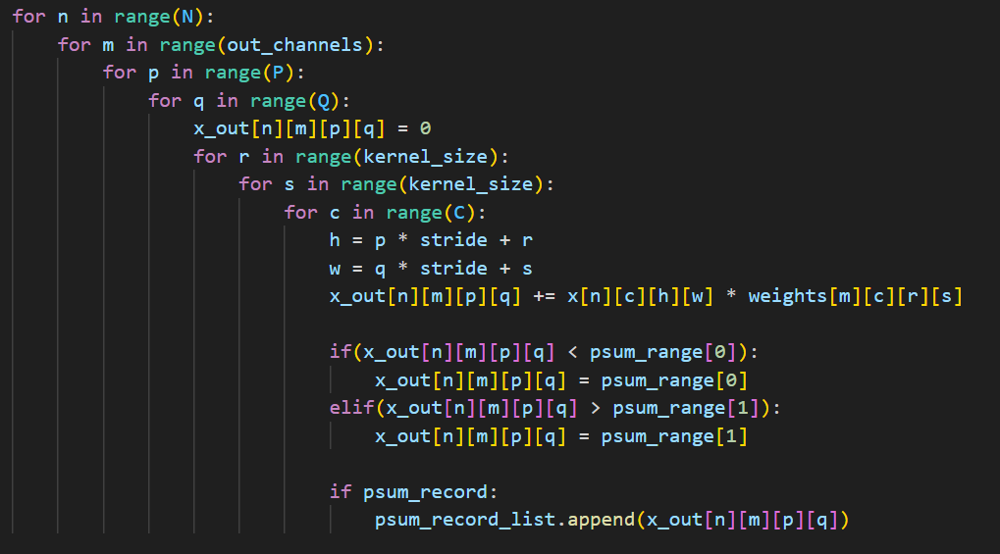 for n in range(N):
    for m in range(out_channels):
        for p in range(P):
            for q in range(Q):
                x_out[n][m][p][q] = 0
                for r in range(kernel_size):
                    for s in range(kernel_size):
                        for c in range(C):
                            h = p * stride + r
                            w = q * stride + s
                            x_out[n][m][p][q] += x[n][c][h][w] * weights[m][c][r][s]

                            if(x_out[n][m][p][q] < psum_range[0]):
                                x_out[n][m][p][q] = psum_range[0]
                            elif(x_out[n][m][p][q] > psum_range[1]):
                                x_out[n][m][p][q] = psum_range[1]

                            if psum_record:
                                psum_record_list.append(x_out[n][m][p][q])